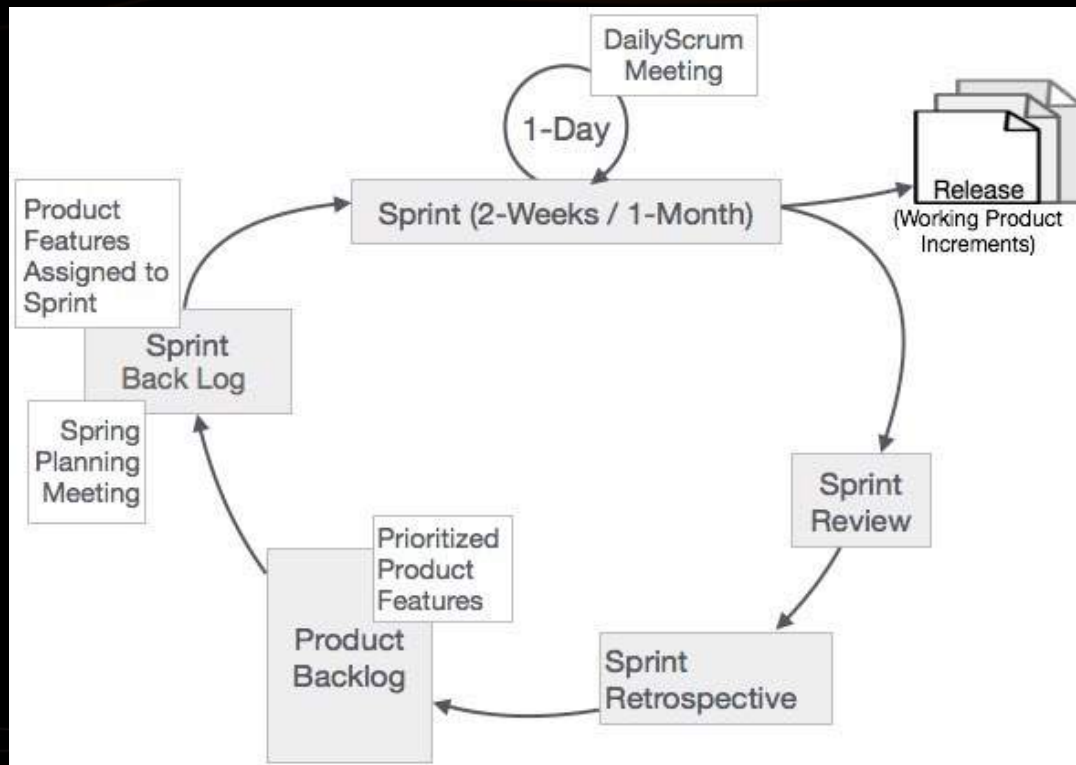 DailyScrum
Meeting
1-Day
Sprint (2-Weeks / 1-Month)
Release
(Working Product
Increments)
Product
Features
Assigned to
Sprint
Sprint
Back Log
Spring
Planning
Meeting
Sprint
Review
Prioritized
Product
Features
Product
Backlog
Sprint
Retrospective